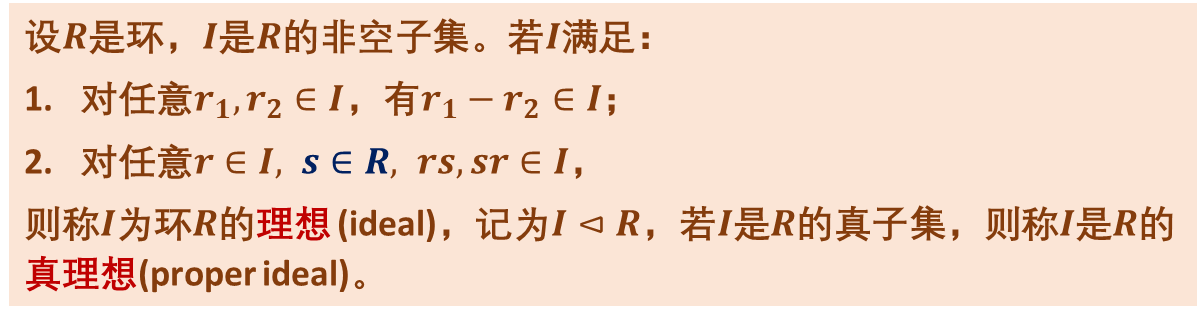 设R是环，I是R的非空子集。若I满足：
1. 对任意r₁,r₂ ∈ I，有r₁ − r₂ ∈ I；
2. 对任意r ∈ I, s ∈ R, rs, sr ∈ I，
则称I为环R的理想(ideal)，记为I ⊲ R，若I是R的真子集，则称I是R的
真理想(proper ideal)。